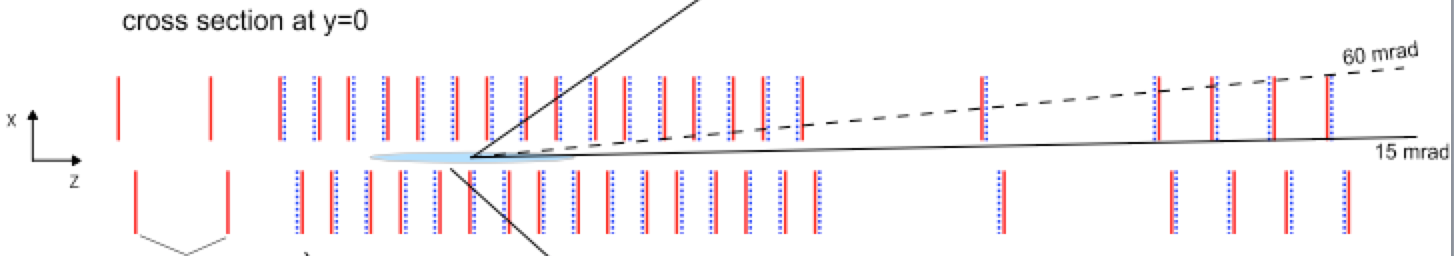 cross section at y=0
60 mrad
x
15 mrad
z